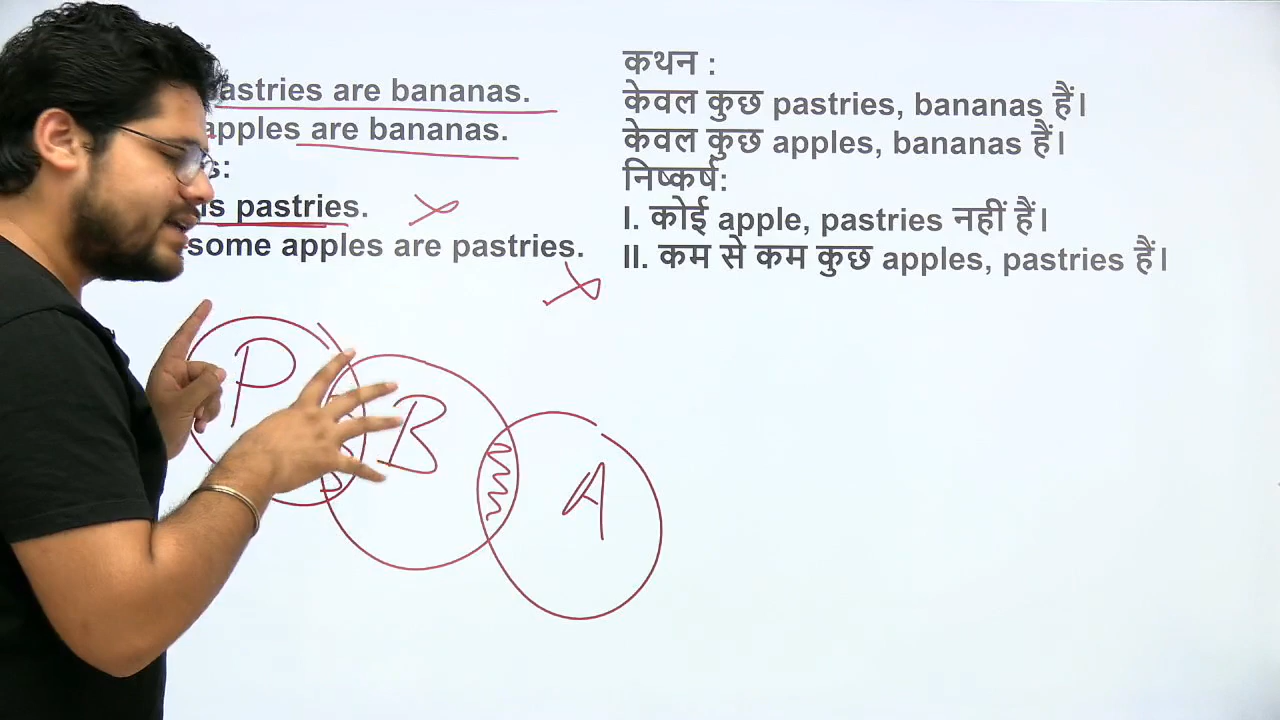 astries are bananas.
apples are bananas.
is pastries.
some apples are pastries.
कथन :
केवल कुछ pastries, bananas हैं।
केवल कुछ apples, bananas हैं।
निष्कर्ष:
I. कोई apple, pastries नहीं हैं।
II. कम से कम कुछ apples, pastries हैं।
P
B
A